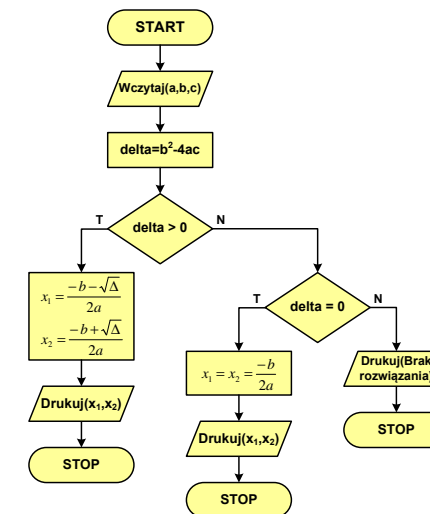 START
Wczytaj(a,b,c)
delta=b²-4ac
delta > 0
T
N
x₁ = (-b-√Δ)/2a
x₂ = (-b+√Δ)/2a
Drukuj(x₁,x₂)
STOP
delta = 0
T
N
x₁ = x₂ = -b/2a
Drukuj(x₁,x₂)
STOP
Drukuj(Brak
rozwiązania)
STOP